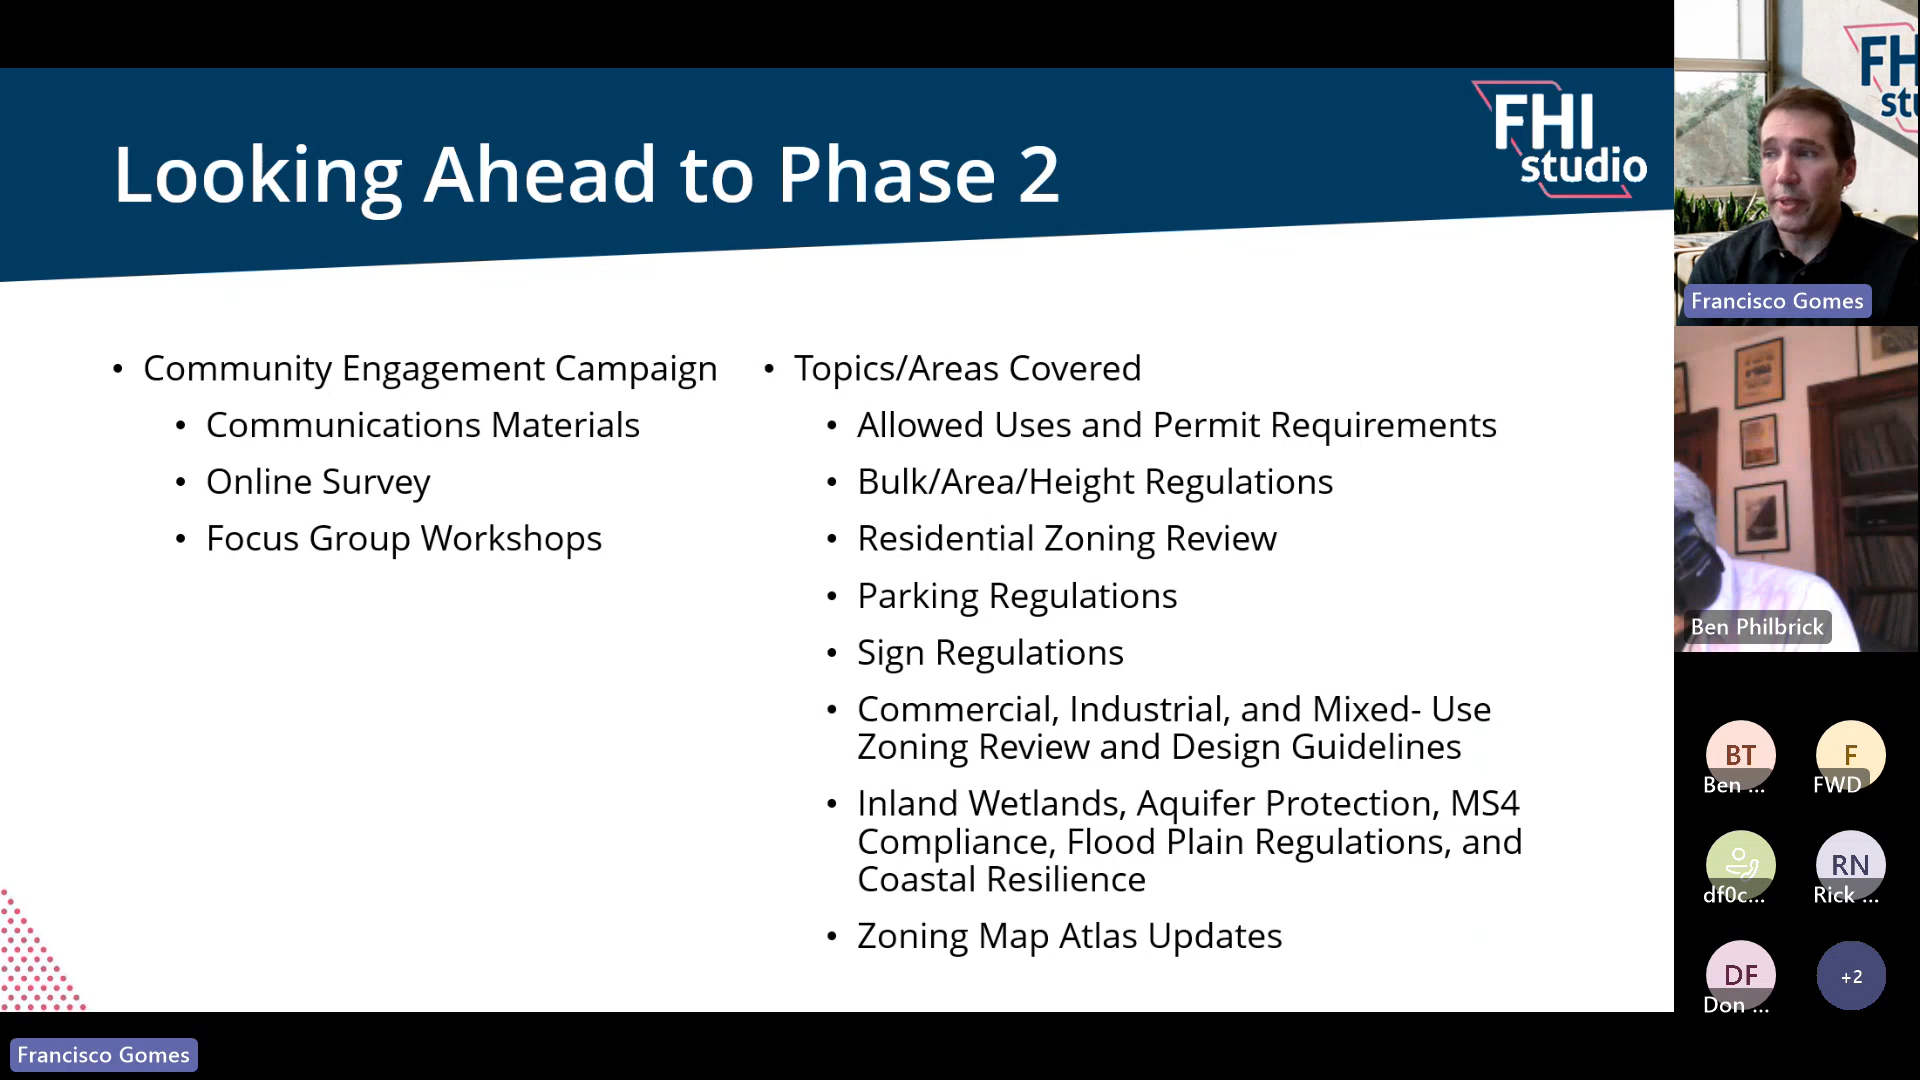 Looking Ahead to Phase 2
FHI
studio
• Community Engagement Campaign
• Communications Materials
• Online Survey
• Focus Group Workshops
• Topics/Areas Covered
• Allowed Uses and Permit Requirements
• Bulk/Area/Height Regulations
• Residential Zoning Review
• Parking Regulations
• Sign Regulations
• Commercial, Industrial, and Mixed- Use
Zoning Review and Design Guidelines
• Inland Wetlands, Aquifer Protection, MS4
Compliance, Flood Plain Regulations, and
Coastal Resilience
• Zoning Map Atlas Updates
FH
stu
Francisco Gomes
Ben Philbrick
BT
Ben ...
F
FWD
df0c...
RN
Rick ...
DF
Don ...
+2
Francisco Gomes